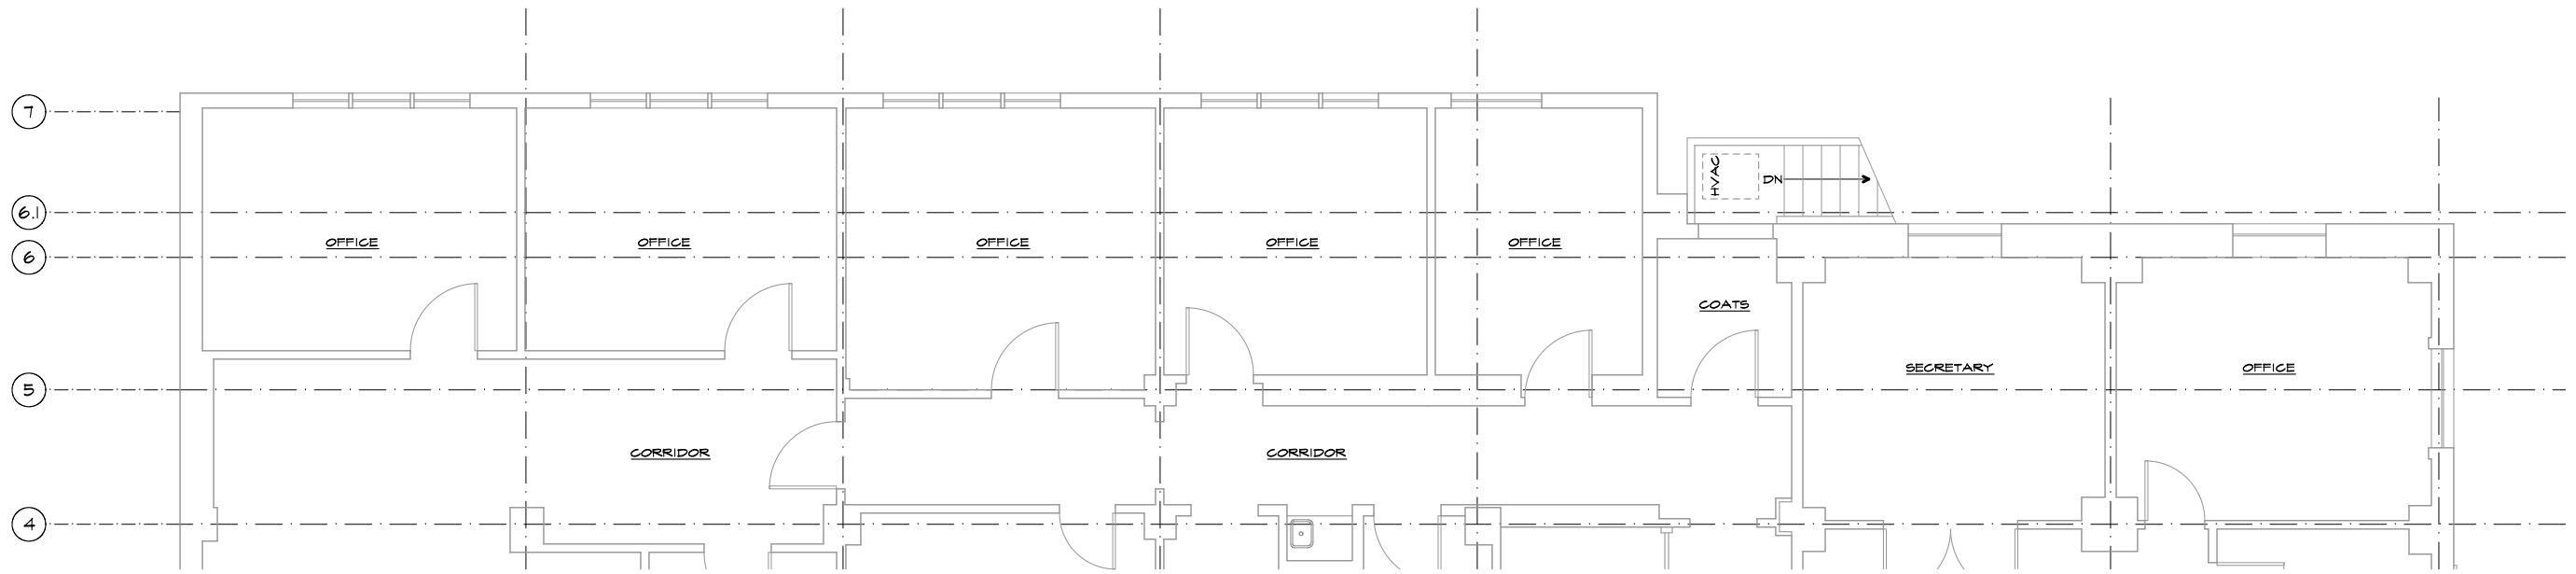 7
HVAC
DN
6.1
OFFICE OFFICE OFFICE OFFICE OFFICE
6
COATS
SECRETARY OFFICE
5
CORRIDOR CORRIDOR
4